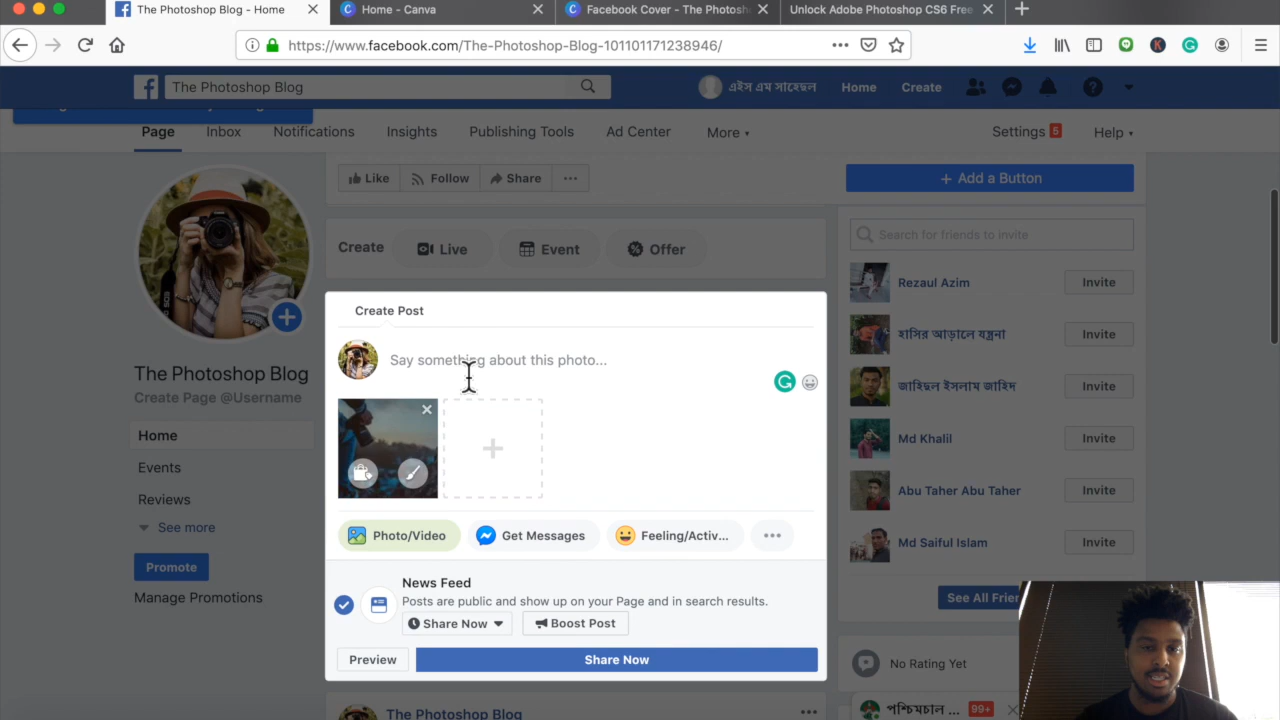 The Photoshop Blog - Home
Home - Canva
Facebook Cover - The Photosh
Unlock Adobe Photoshop CS6 Free
https://www.facebook.com/The-Photoshop-Blog-101101171238946/
The Photoshop Blog
এইস এম সাহেদুল
Home
Create
Page
Inbox
Notifications
Insights
Publishing Tools
Ad Center
More
Settings 5
Help
Like
Follow
Share
+ Add a Button
Create
Live
Event
Offer
Search for friends to invite
Rezaul Azim
Invite
হাসির আড়ালে যন্ত্রনা
Invite
জাহিদুল ইসলাম জাহিদ
Invite
Md Khalil
Invite
Abu Taher Abu Taher
Invite
Md Saiful Islam
Invite
See All Frien
No Rating Yet
পশ্চিমচাল ...
99+
The Photoshop Blog
Create Page @Username
Home
Events
Reviews
See more
Promote
Manage Promotions
Create Post
Say something about this photo...
Photo/Video
Get Messages
Feeling/Activ...
News Feed
Posts are public and show up on your Page and in search results.
Share Now
Boost Post
Preview
Share Now
The Photoshop Blog